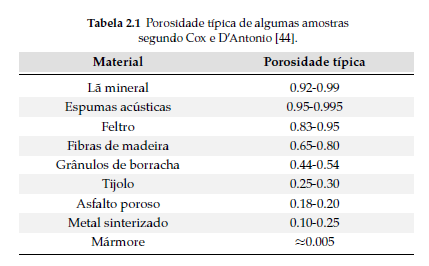 Tabela 2.1 Porosidade típica de algumas amostras
segundo Cox e D'Antonio [44].
Material Porosidade típica
Lã mineral 0.92-0.99
Espumas acústicas 0.95-0.995
Feltro 0.83-0.95
Fibras de madeira 0.65-0.80
Grânulos de borracha 0.44-0.54
Tijolo 0.25-0.30
Asfalto poroso 0.18-0.20
Metal sinterizado 0.10-0.25
Mármore ≈0.005